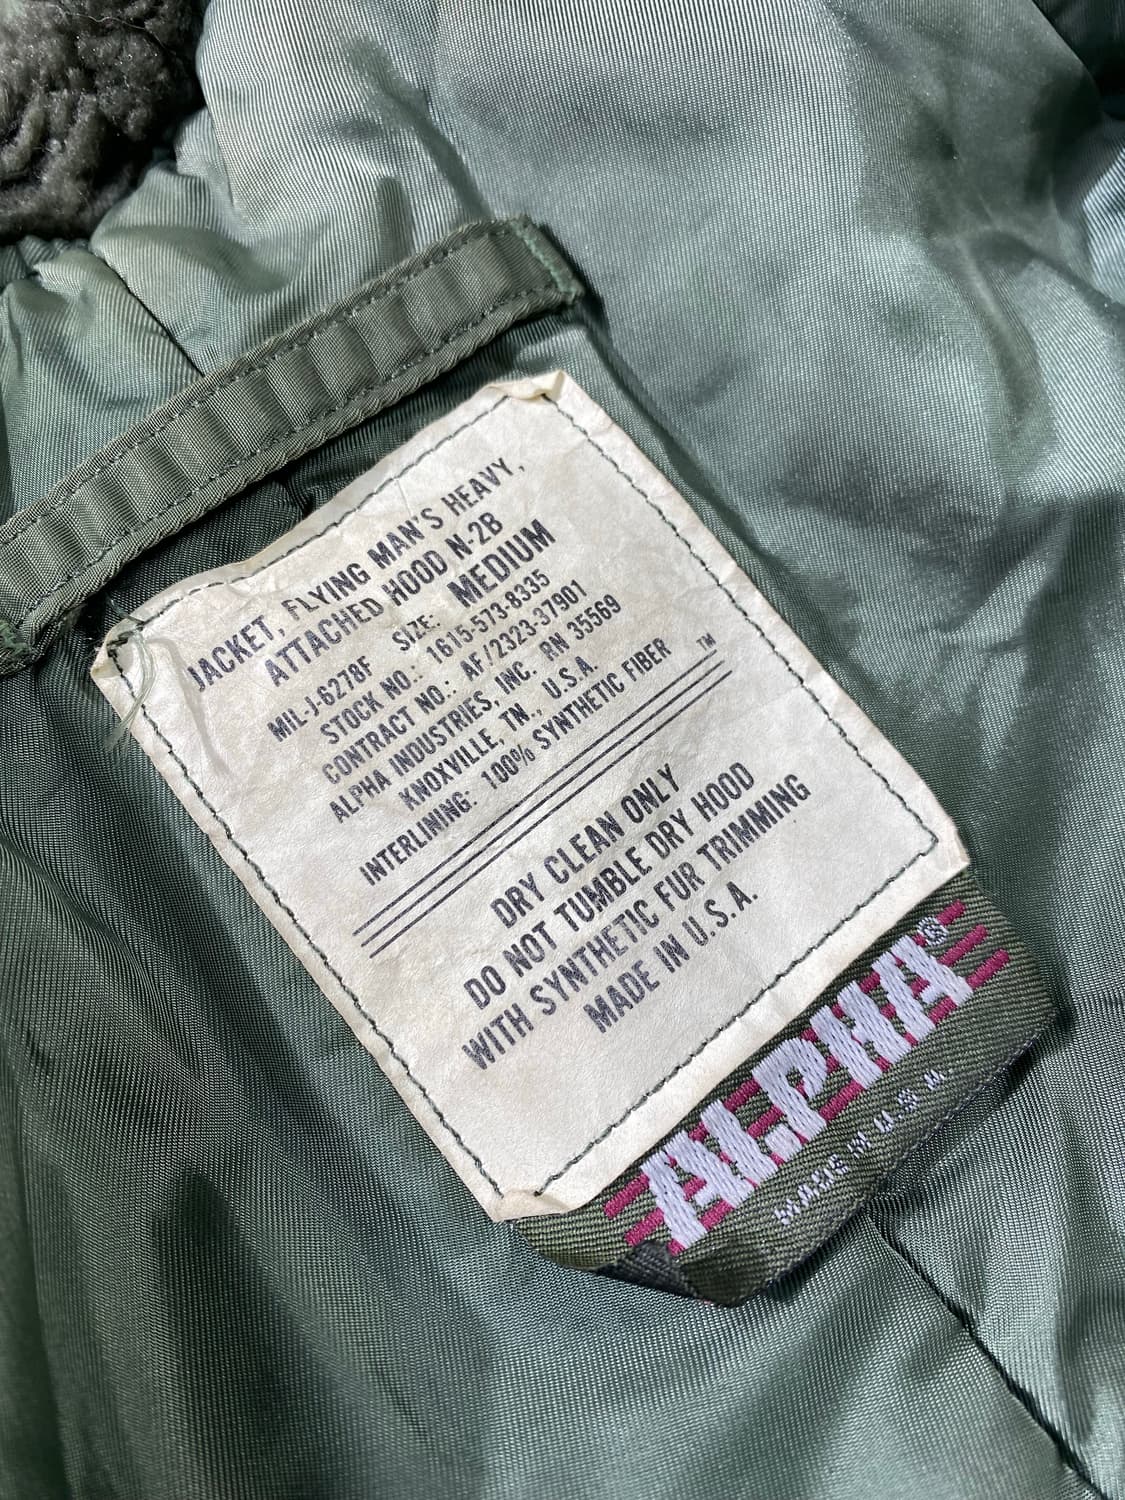 JACKET, FLYING MAN'S HEAVY,
ATTACHED HOOD N-2B
SIZE: MEDIUM
MIL-J-6278F
STOCK NO.: 1615-573-8335
CONTRACT NO.: AF/2323-37901
ALPHA INDUSTRIES, INC. RN 35569
KNOXVILLE, TN., U.S.A.
INTERLINING: 100% SYNTHETIC FIBER
TM
DRY CLEAN ONLY
DO NOT TUMBLE DRY HOOD
WITH SYNTHETIC FUR TRIMMING
MADE IN U.S.A.
ALPHA®